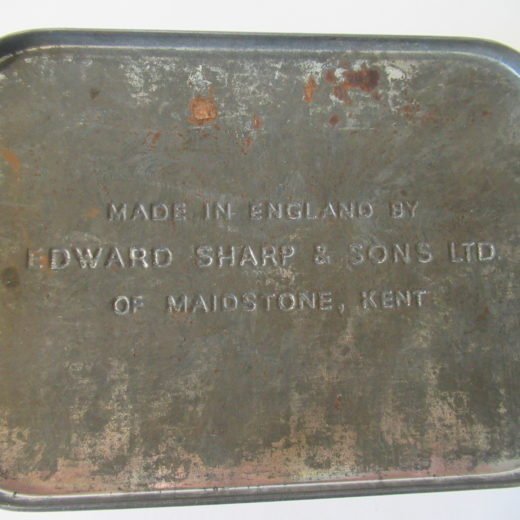 MADE IN ENGLAND BY
EDWARD SHARP & SONS LTD.
OF MAIDSTONE, KENT